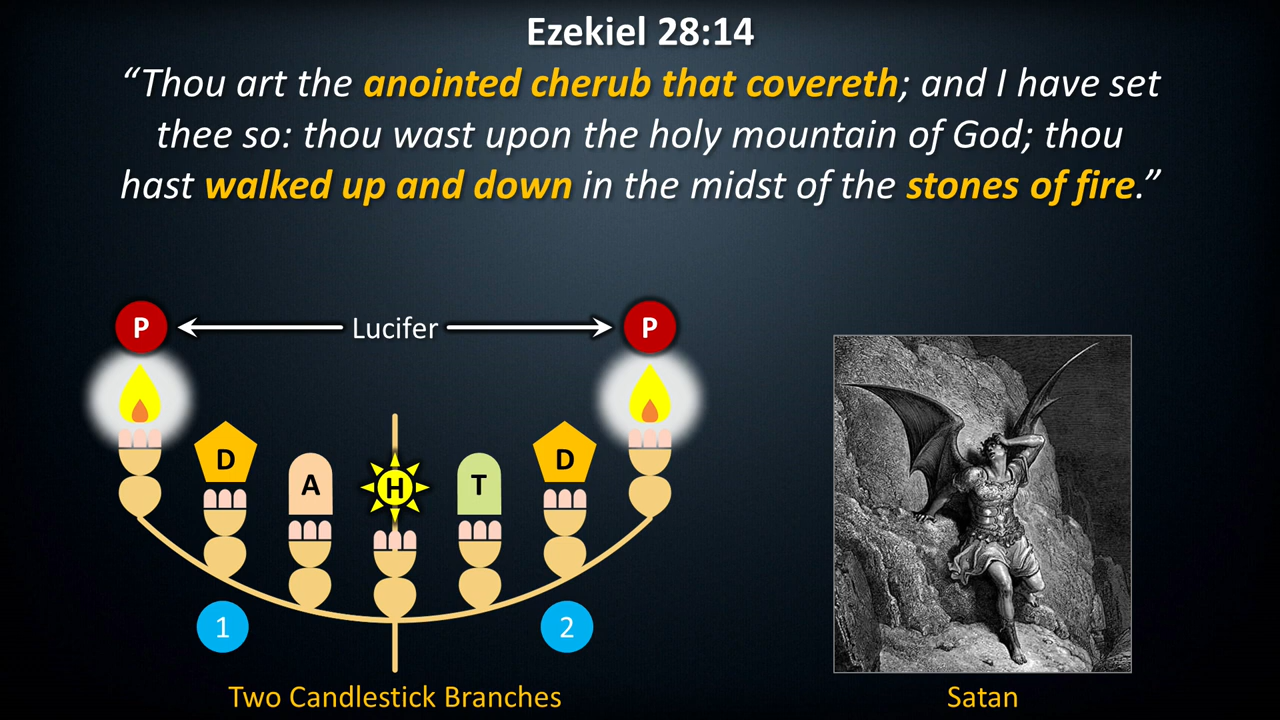 Ezekiel 28:14
“Thou art the anointed cherub that covereth; and I have set
thee so: thou wast upon the holy mountain of God; thou
hast walked up and down in the midst of the stones of fire.”
P Lucifer P
D D
A H T
1 2
Two Candlestick Branches
Satan